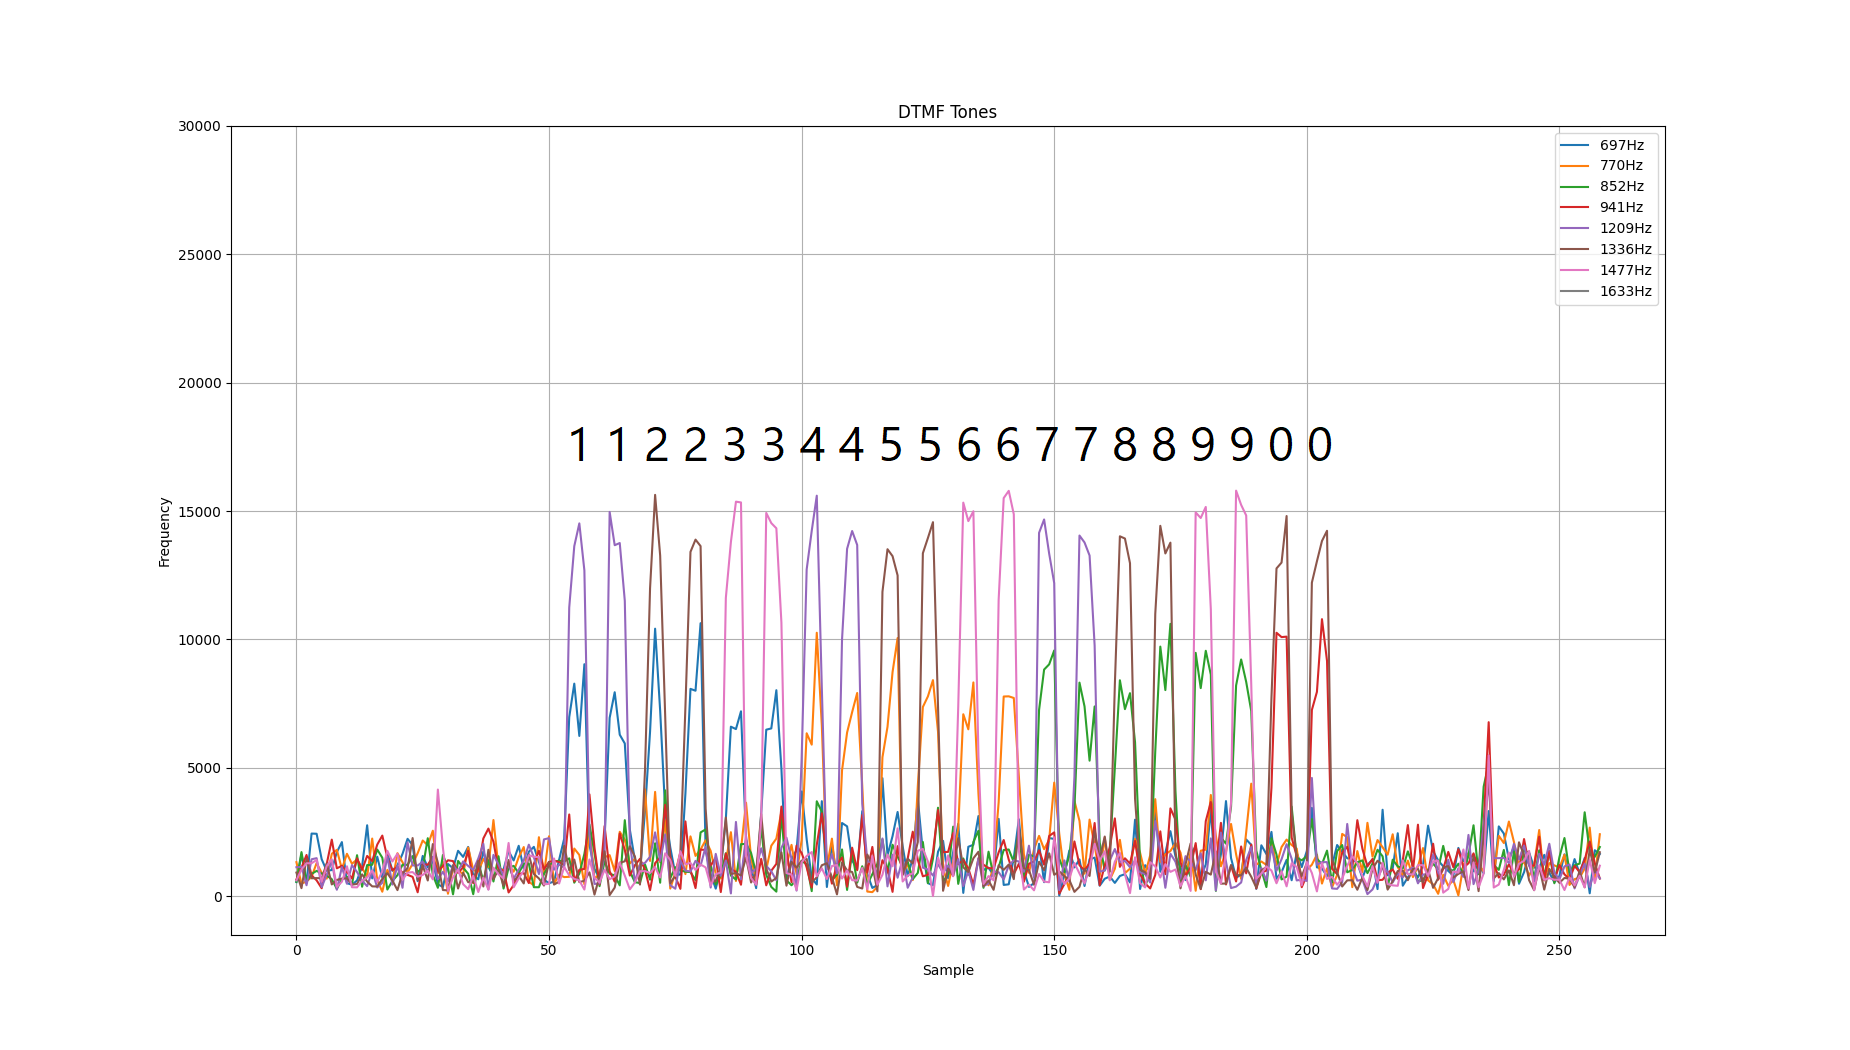 DTMF Tones
30000
25000
20000
15000
10000
5000
0
Frequency
697Hz
770Hz
852Hz
941Hz
1209Hz
1336Hz
1477Hz
1633Hz
1 1 2 2 3 3 4 4 5 5 6 6 7 7 8 8 9 9 0 0
0 50 100 150 200 250
Sample